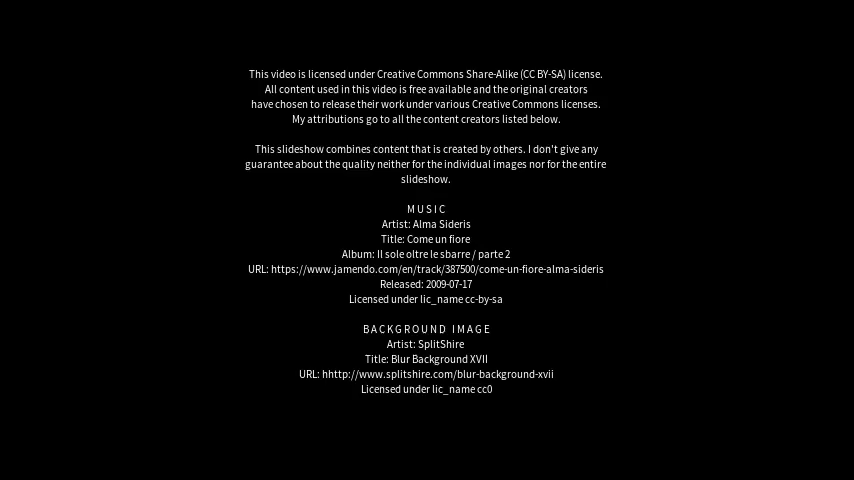 This video is licensed under Creative Commons Share-Alike (CC BY-SA) license.
All content used in this video is free available and the original creators
have chosen to release their work under various Creative Commons licenses.
My attributions go to all the content creators listed below.
This slideshow combines content that is created by others. I don't give any
guarantee about the quality neither for the individual images nor for the entire
slideshow.
MUSIC
Artist: Alma Sideris
Title: Come un fiore
Album: Il sole oltre le sbarre / parte 2
URL: https://www.jamendo.com/en/track/387500/come-un-fiore-alma-sideris
Released: 2009-07-17
Licensed under lic_name cc-by-sa
BACKGROUND IMAGE
Artist: SplitShire
Title: Blur Background XVII
URL: hhttp://www.splitshire.com/blur-background-xvii
Licensed under lic_name cc0